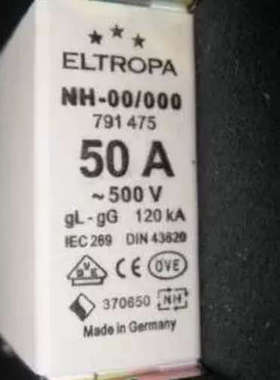 ELTROPA
NH-00/000
791 475
50 A
~500 V
gL-gG 120 kA
IEC 269 DIN 43620
DVE CE ÖVE
370650 NH
Made in Germany